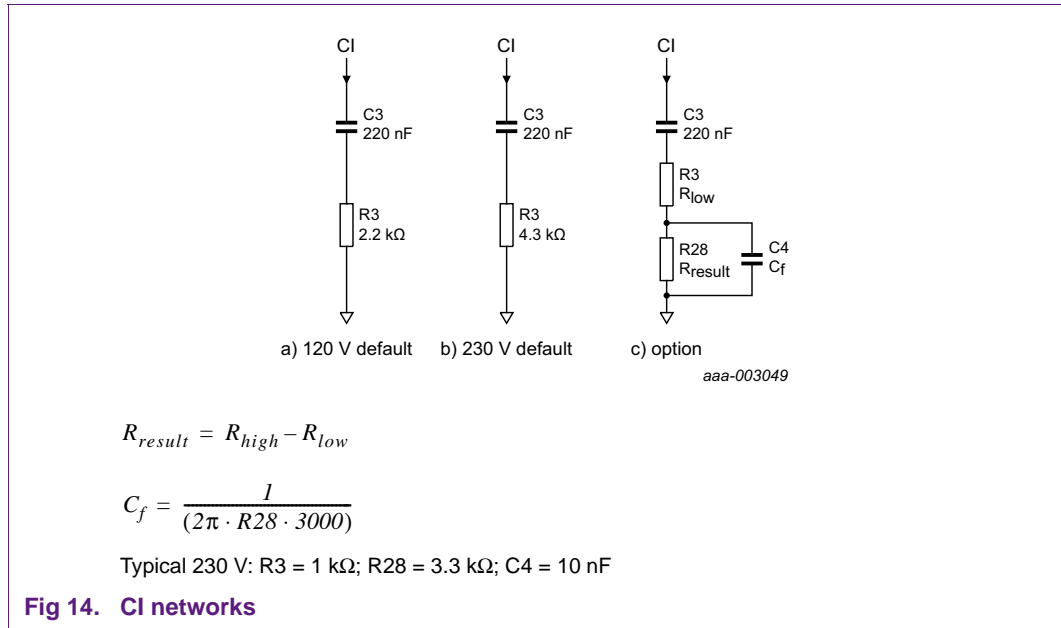 CI CI CI
C3 C3 C3
220 nF 220 nF 220 nF
R3
R_low
R3 R3
2.2 kΩ 4.3 kΩ
R28
R_result
C4
C_f
a) 120 V default b) 230 V default c) option
aaa-003049
R_result = R_high – R_low
C_f = 1 / (2π · R28 · 3000)
Typical 230 V: R3 = 1 kΩ; R28 = 3.3 kΩ; C4 = 10 nF
Fig 14. CI networks